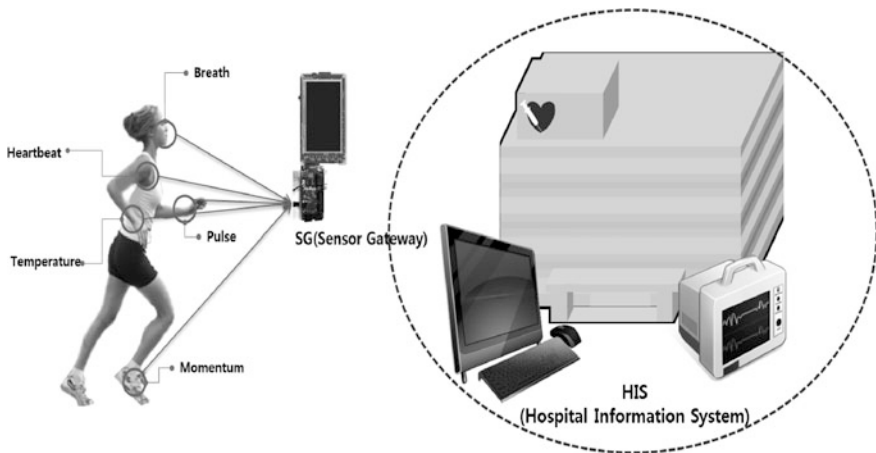 Breath
Heartbeat
Temperature
Pulse
SG(Sensor Gateway)
Momentum
HIS
(Hospital Information System)